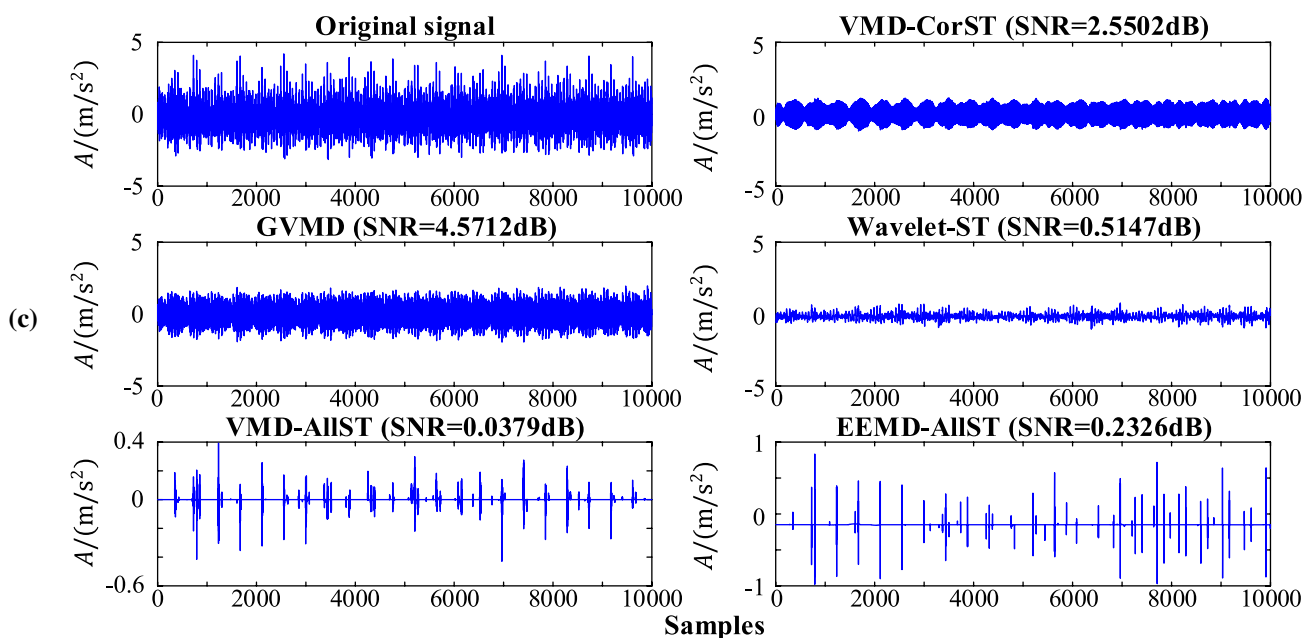 Original signal
5
0
-5
A/(m/s²)
0 2000 4000 6000 8000 10000
VMD-CorST (SNR=2.5502dB)
5
0
-5
A/(m/s²)
0 2000 4000 6000 8000 10000
(c)
GVMD (SNR=4.5712dB)
5
0
-5
A/(m/s²)
0 2000 4000 6000 8000 10000
Wavelet-ST (SNR=0.5147dB)
5
0
-5
A/(m/s²)
0 2000 4000 6000 8000 10000
VMD-AllST (SNR=0.0379dB)
0.4
0
-0.6
A/(m/s²)
0 2000 4000 6000 8000 10000
EEMD-AllST (SNR=0.2326dB)
1
0
-1
A/(m/s²)
0 2000 4000 6000 8000 10000
Samples